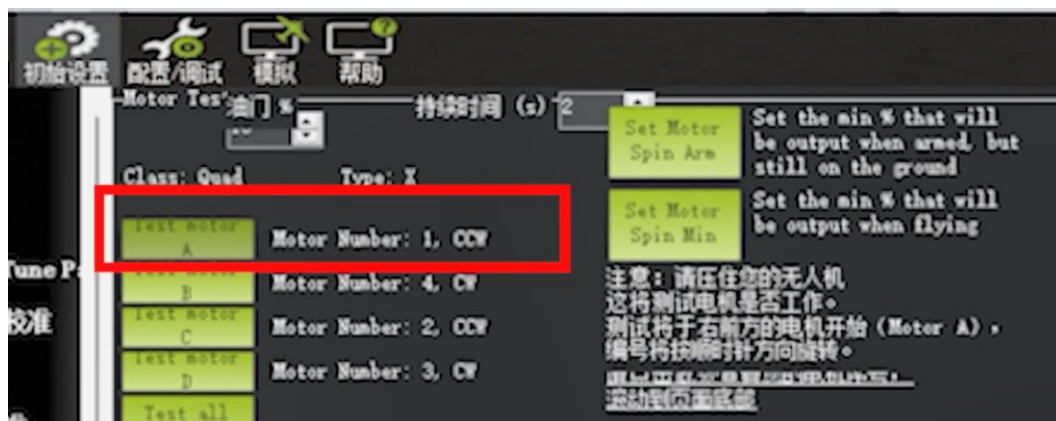 初始设置 配置/调试 模拟 帮助
Motor Tes 油门 % 持续时间 (s) 2
Class: Quad Type: X
Set Motor Spin Arm
Set the min % that will
be output when armed, but
still on the ground
Set Motor Spin Min
Set the min % that will
be output when flying
Test motor A Motor Number: 1, CCW
Test motor B Motor Number: 4, CW
Test motor C Motor Number: 2, CCW
Test motor D Motor Number: 3, CW
Test all
Tune P
校准
注意: 请压住您的无人机
这将测试电机是否工作。
测试将于右前方的电机开始 (Motor A),
编号将按顺时针方向旋转。
滚动到页面底部